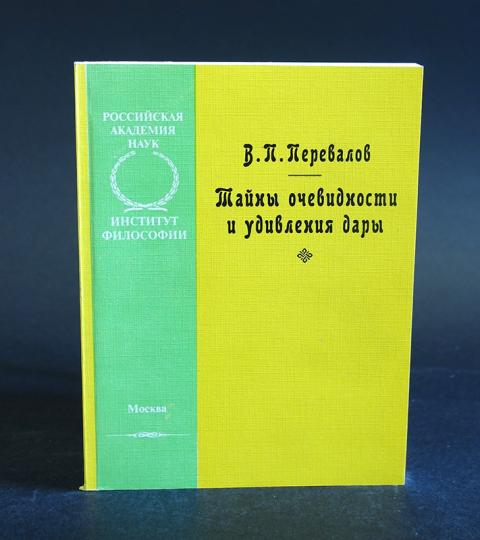 РОССИЙСКАЯ
АКАДЕМИЯ
НАУК
ИНСТИТУТ
ФИЛОСОФИИ
Москва
В.П.Перевалов
Тайны очевидности
и удивления дары